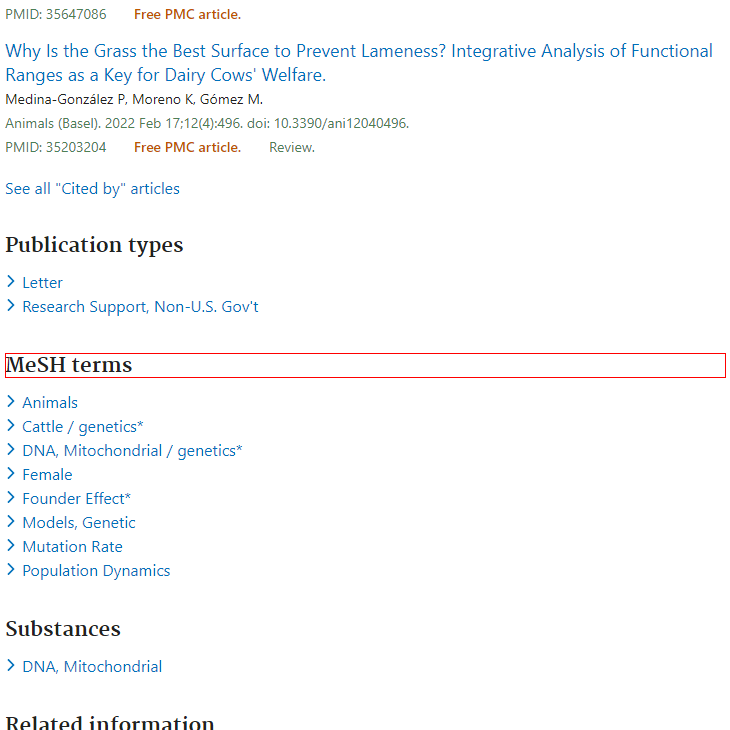 PMID: 35647086 Free PMC article.
Why Is the Grass the Best Surface to Prevent Lameness? Integrative Analysis of Functional
Ranges as a Key for Dairy Cows' Welfare.
Medina-González P, Moreno K, Gómez M.
Animals (Basel). 2022 Feb 17;12(4):496. doi: 10.3390/ani12040496.
PMID: 35203204 Free PMC article. Review.
See all "Cited by" articles
Publication types
Letter
Research Support, Non-U.S. Gov't
MeSH terms
Animals
Cattle / genetics*
DNA, Mitochondrial / genetics*
Female
Founder Effect*
Models, Genetic
Mutation Rate
Population Dynamics
Substances
DNA, Mitochondrial
Related information